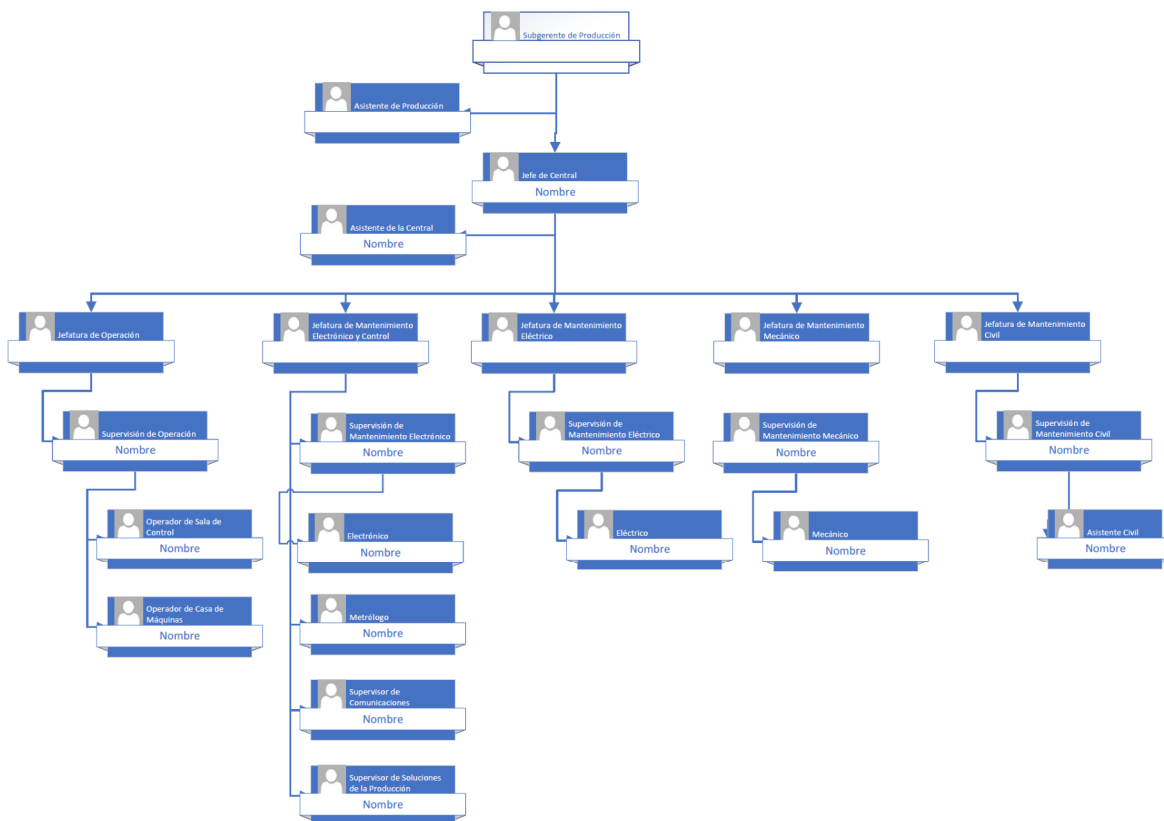 Subgerente de Producción
Asistente de Producción
Jefe de Central
Nombre
Asistente de la Central
Nombre
Jefatura de Operación
Jefatura de Mantenimiento
Electrónico y Control
Jefatura de Mantenimiento
Eléctrico
Jefatura de Mantenimiento
Mecánico
Jefatura de Mantenimiento
Civil
Supervisión de Operación
Nombre
Supervisión de
Mantenimiento Electrónico
Nombre
Supervisión de
Mantenimiento Eléctrico
Nombre
Supervisión de
Mantenimiento Mecánico
Nombre
Supervisión de
Mantenimiento Civil
Nombre
Operador de Sala de
Control
Nombre
Electrónico
Nombre
Eléctrico
Nombre
Mecánico
Nombre
Asistente Civil
Nombre
Operador de Casa de
Máquinas
Nombre
Metrólogo
Nombre
Supervisor de
Comunicaciones
Nombre
Supervisor de Soluciones
de la Producción
Nombre